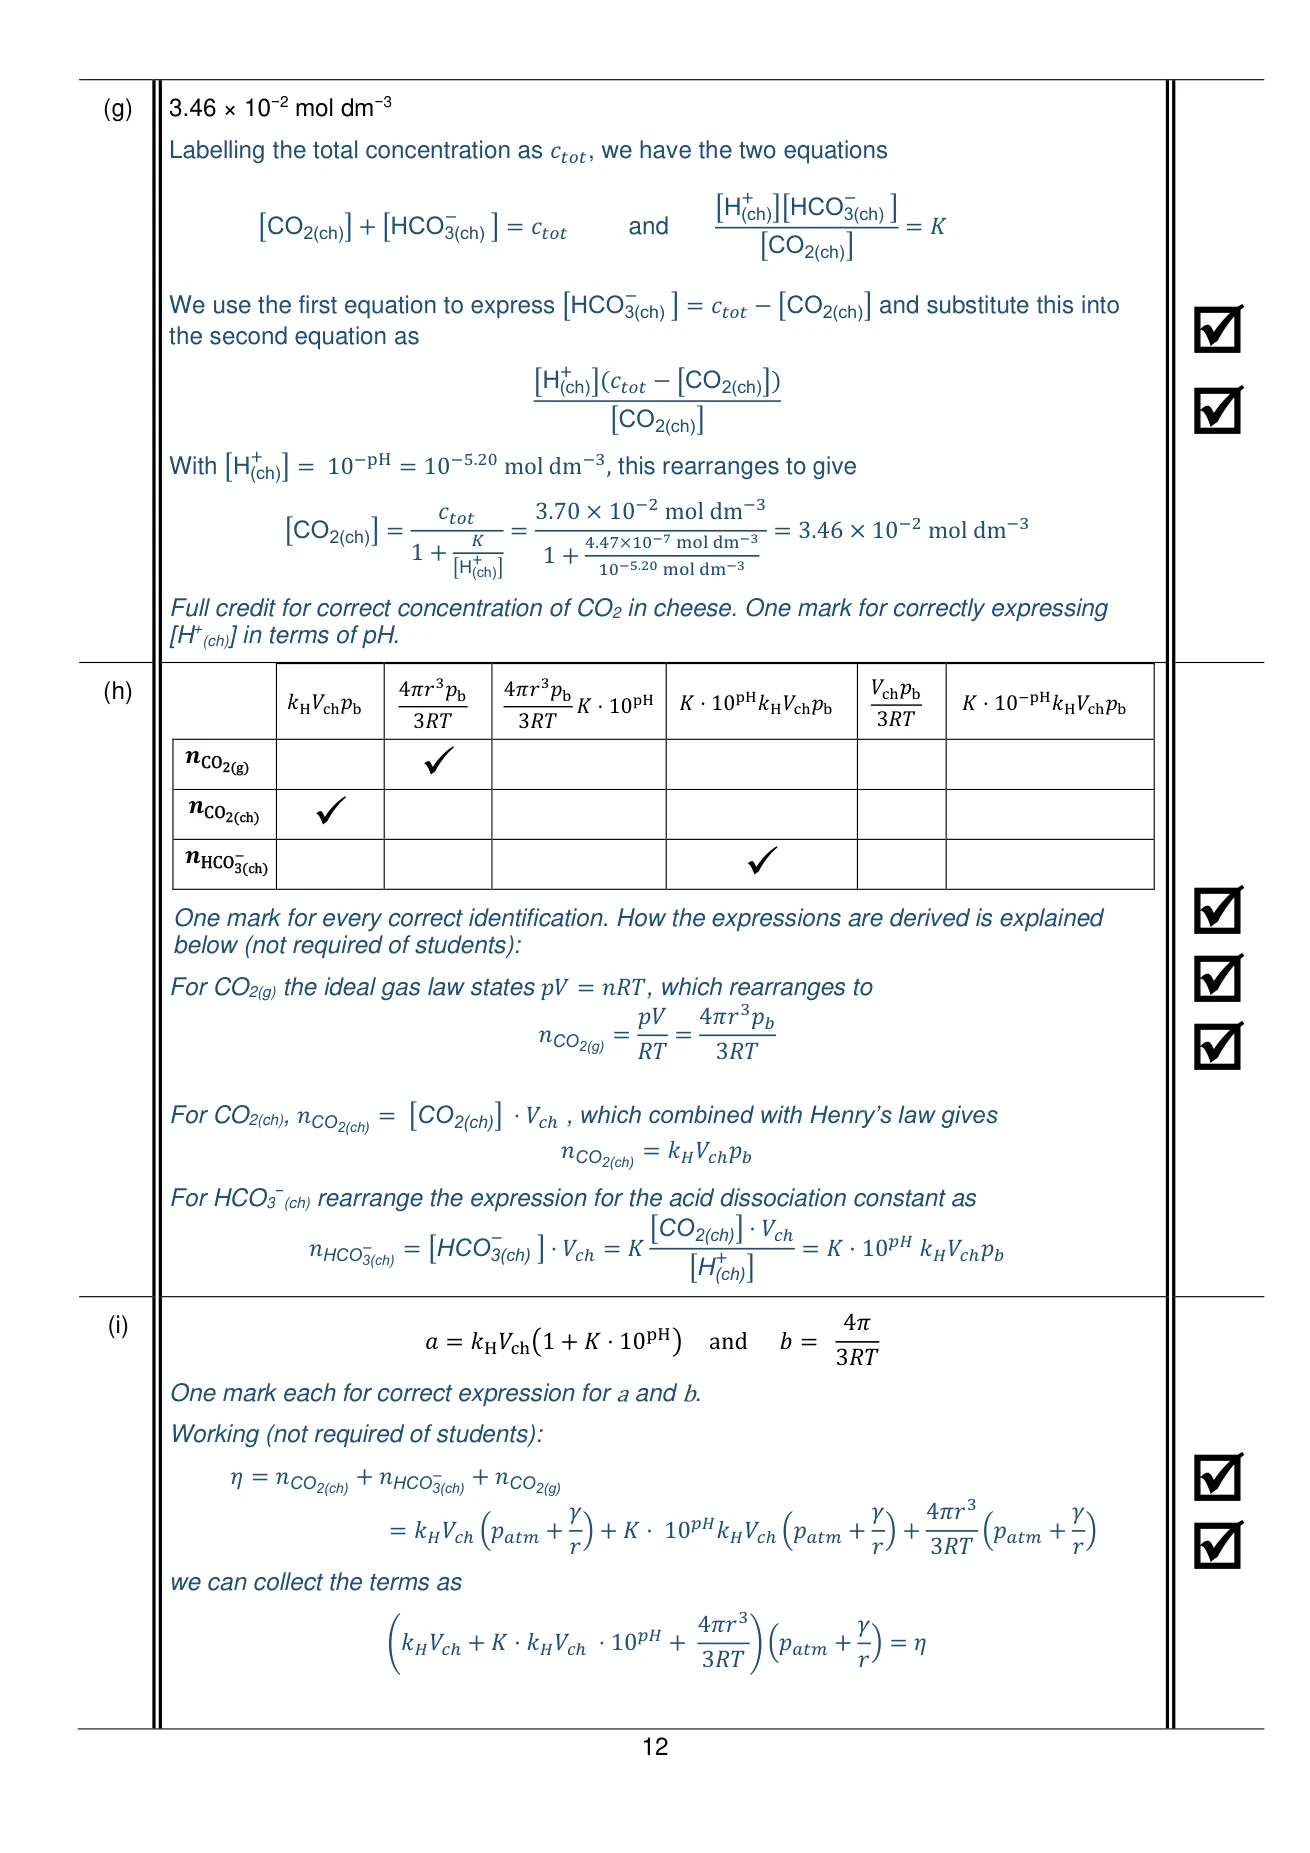 (g) 3.46 × 10⁻² mol dm⁻³
Labelling the total concentration as c_tot, we have the two equations
[CO₂(ch)] + [HCO₃⁻(ch)] = c_tot and [H⁺(ch)][HCO₃⁻(ch)] / [CO₂(ch)] = K
We use the first equation to express [HCO₃⁻(ch)] = c_tot − [CO₂(ch)] and substitute this into
the second equation as
[H⁺(ch)](c_tot − [CO₂(ch)]) / [CO₂(ch)]
With [H⁺(ch)] = 10^−pH = 10^−5.20 mol dm⁻³, this rearranges to give
[CO₂(ch)] = c_tot / (1 + K/[H⁺(ch)]) = 3.70 × 10⁻² mol dm⁻³ / (1 + 4.47×10⁻⁷ mol dm⁻³ / 10^−5.20 mol dm⁻³) = 3.46 × 10⁻² mol dm⁻³
Full credit for correct concentration of CO₂ in cheese. One mark for correctly expressing
[H⁺(ch)] in terms of pH.
(h) k_H V_ch p_b | 4πr³p_b / 3RT | 4πr³p_b / 3RT K · 10^pH | K · 10^pH k_H V_ch p_b | V_ch p_b / 3RT | K · 10^−pH k_H V_ch p_b
n_CO₂(g) ✓
n_CO₂(ch) ✓
n_HCO₃⁻(ch) ✓
One mark for every correct identification. How the expressions are derived is explained
below (not required of students):
For CO₂(g) the ideal gas law states pV = nRT, which rearranges to
n_CO₂(g) = pV / RT = 4πr³p_b / 3RT
For CO₂(ch), n_CO₂(ch) = [CO₂(ch)] · V_ch , which combined with Henry’s law gives
n_CO₂(ch) = k_H V_ch p_b
For HCO₃⁻(ch) rearrange the expression for the acid dissociation constant as
n_HCO₃⁻(ch) = [HCO₃⁻(ch)] · V_ch = K [CO₂(ch)] · V_ch / [H⁺(ch)] = K · 10^pH k_H V_ch p_b
(i) a = k_H V_ch(1 + K · 10^pH) and b = 4π / 3RT
One mark each for correct expression for a and b.
Working (not required of students):
η = n_CO₂(ch) + n_HCO₃⁻(ch) + n_CO₂(g)
= k_H V_ch (p_atm + γ/r) + K · 10^pH k_H V_ch (p_atm + γ/r) + 4πr³ / 3RT (p_atm + γ/r)
we can collect the terms as
(k_H V_ch + K · k_H V_ch · 10^pH + 4πr³ / 3RT) (p_atm + γ/r) = η
12